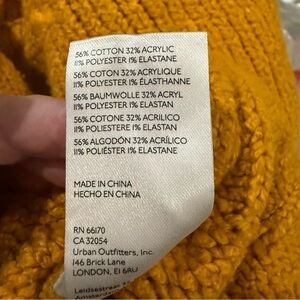 56% COTTON 32% ACRYLIC
11% POLYESTER 1% ELASTANE
56% COTON 32% ACRYLIQUE
11% POLYESTER 1% ÉLASTHANNE
56% BAUMWOLLE 32% ACRYL
11% POLYESTER 1% ELASTAN
56% COTONE 32% ACRILICO
11% POLIESTERE 1% ELASTAN
56% ALGODÓN 32% ACRÍLICO
11% POLIÉSTER 1% ELASTANE
MADE IN CHINA
HECHO EN CHINA
RN 66170
CA 32054
Urban Outfitters, Inc.
146 Brick Lane
LONDON, E1 6RU
Leidsestraat